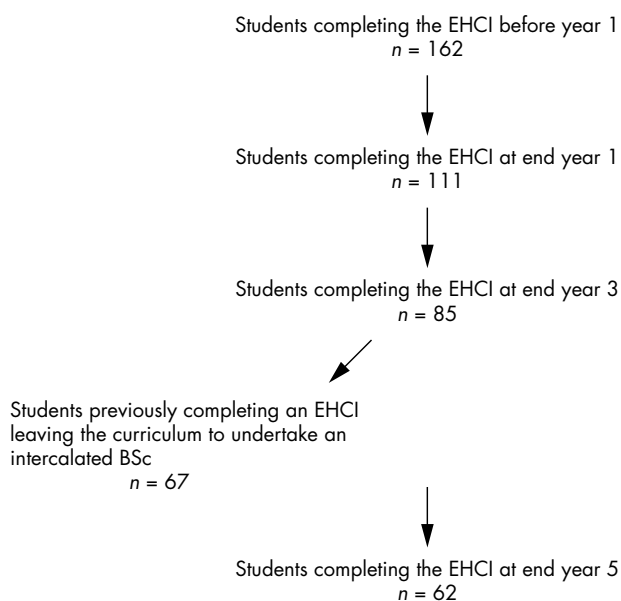 Students completing the EHCI before year 1
n = 162
Students completing the EHCI at end year 1
n = 111
Students completing the EHCI at end year 3
n = 85
Students previously completing an EHCI
leaving the curriculum to undertake an
intercalated BSc
n = 67
Students completing the EHCI at end year 5
n = 62